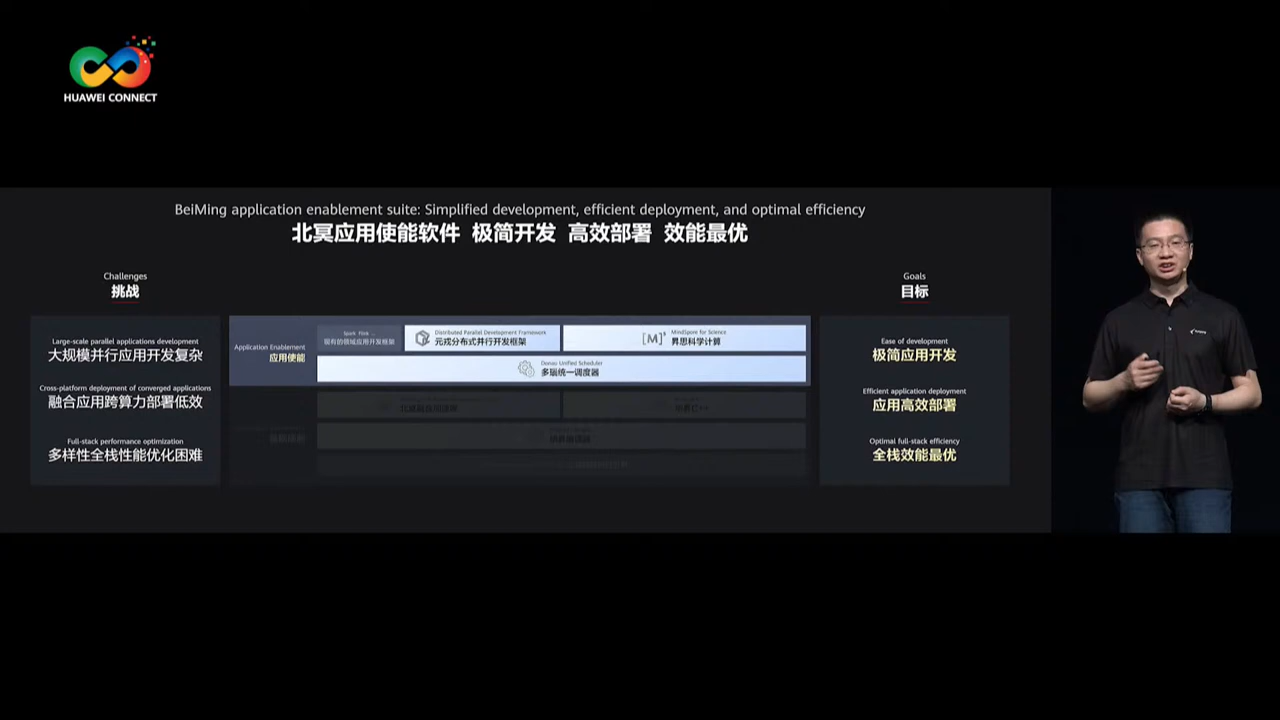 HUAWEI CONNECT
BeiMing application enablement suite: Simplified development, efficient deployment, and optimal efficiency
北冥应用使能软件 极简开发 高效部署 效能最优
Challenges
挑战
Large-scale parallel applications development
大规模并行应用开发复杂
Cross-platform deployment of converged applications
融合应用跨算力部署低效
Full-stack performance optimization
多样性全栈性能优化困难
Application Enablement
应用使能
Spark Flink ...
现有的领域应用开发框架
Distributed Parallel Development Framework
元戎分布式并行开发框架
[M]ˢ
MindSpore for Science
昇思科学计算
Donau Unified Scheduler
多瑙统一调度器
Goals
目标
Ease of development
极简应用开发
Efficient application deployment
应用高效部署
Optimal full-stack efficiency
全栈效能最优